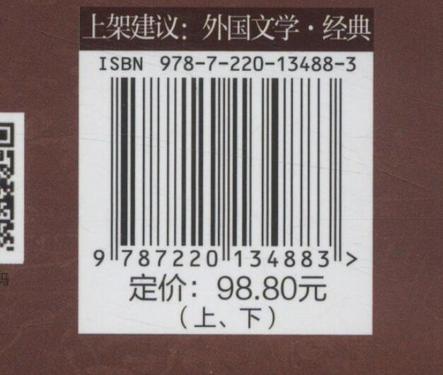 上架建议：外国文学·经典
ISBN 978-7-220-13488-3
9 787220 134883 >
定价：98.80元
（上、下）
码